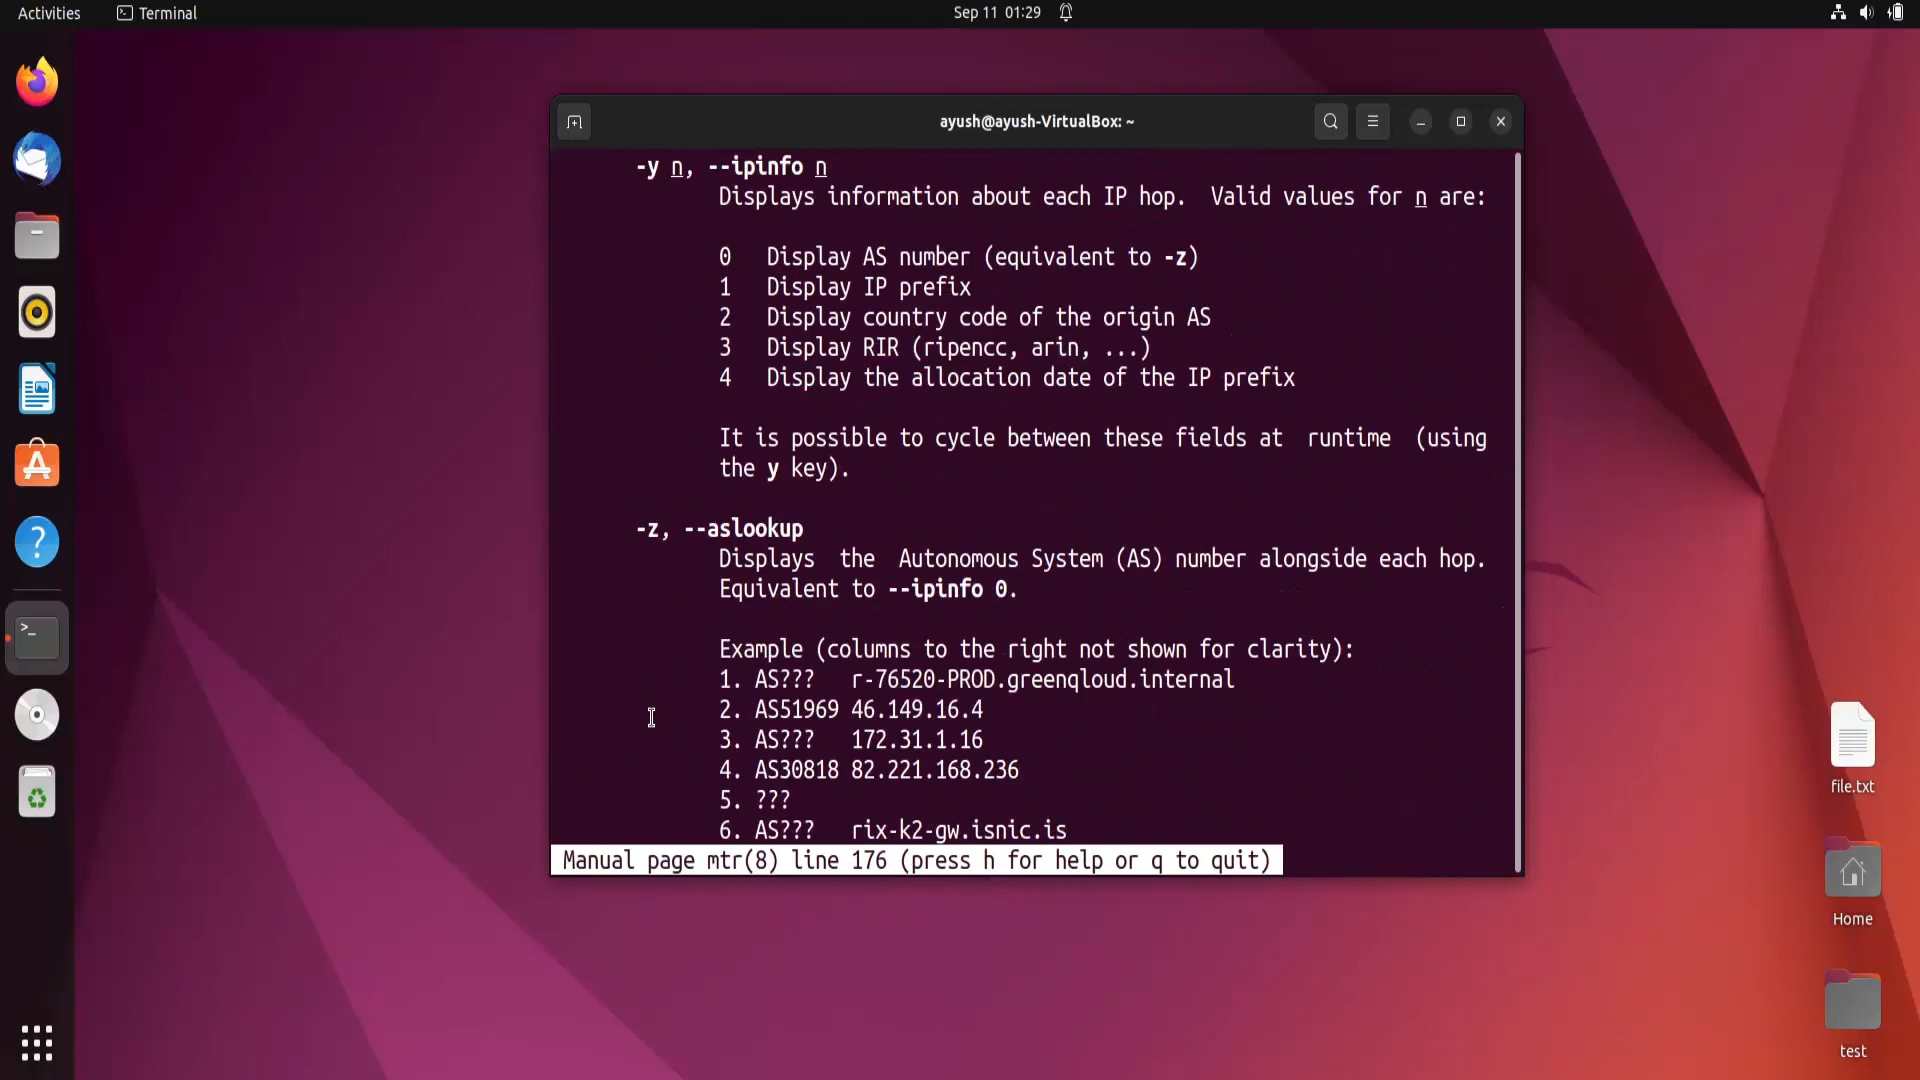 Activities
Terminal
Sep 11 01:29
ayush@ayush-VirtualBox: ~
-y n, --ipinfo n
Displays information about each IP hop.  Valid values for n are:
0   Display AS number (equivalent to -z)
1   Display IP prefix
2   Display country code of the origin AS
3   Display RIR (ripencc, arin, ...)
4   Display the allocation date of the IP prefix
It is possible to cycle between these fields at  runtime  (using
the y key).
-z, --aslookup
Displays  the  Autonomous System (AS) number alongside each hop.
Equivalent to --ipinfo 0.
Example (columns to the right not shown for clarity):
1. AS???   r-76520-PROD.greenqloud.internal
2. AS51969 46.149.16.4
3. AS???   172.31.1.16
4. AS30818 82.221.168.236
5. ???
6. AS???   rix-k2-gw.isnic.is
Manual page mtr(8) line 176 (press h for help or q to quit)
file.txt
Home
test